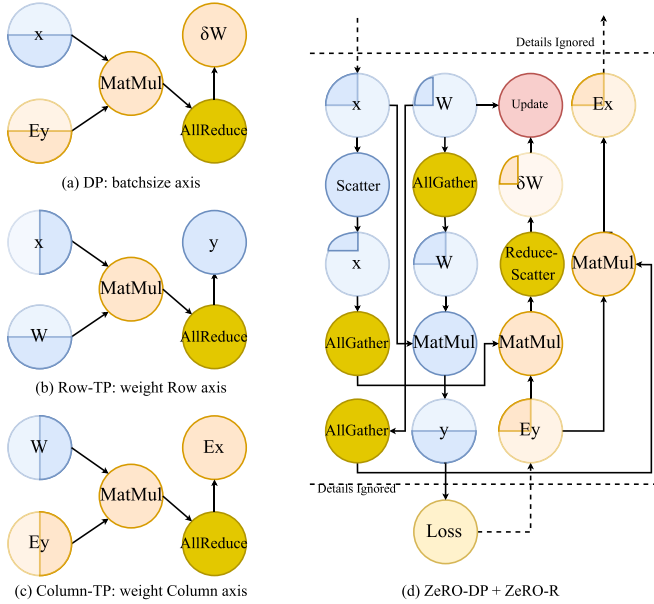 x
δW
MatMul
Ey
AllReduce
(a) DP: batchsize axis
x
y
MatMul
W
AllReduce
(b) Row-TP: weight Row axis
W
Ex
MatMul
Ey
AllReduce
(c) Column-TP: weight Column axis
Details Ignored
x
W
Update
Ex
Scatter
AllGather
δW
x
W
Reduce-
Scatter
MatMul
AllGather
MatMul
MatMul
AllGather
y
Ey
Details Ignored
Loss
(d) ZeRO-DP + ZeRO-R